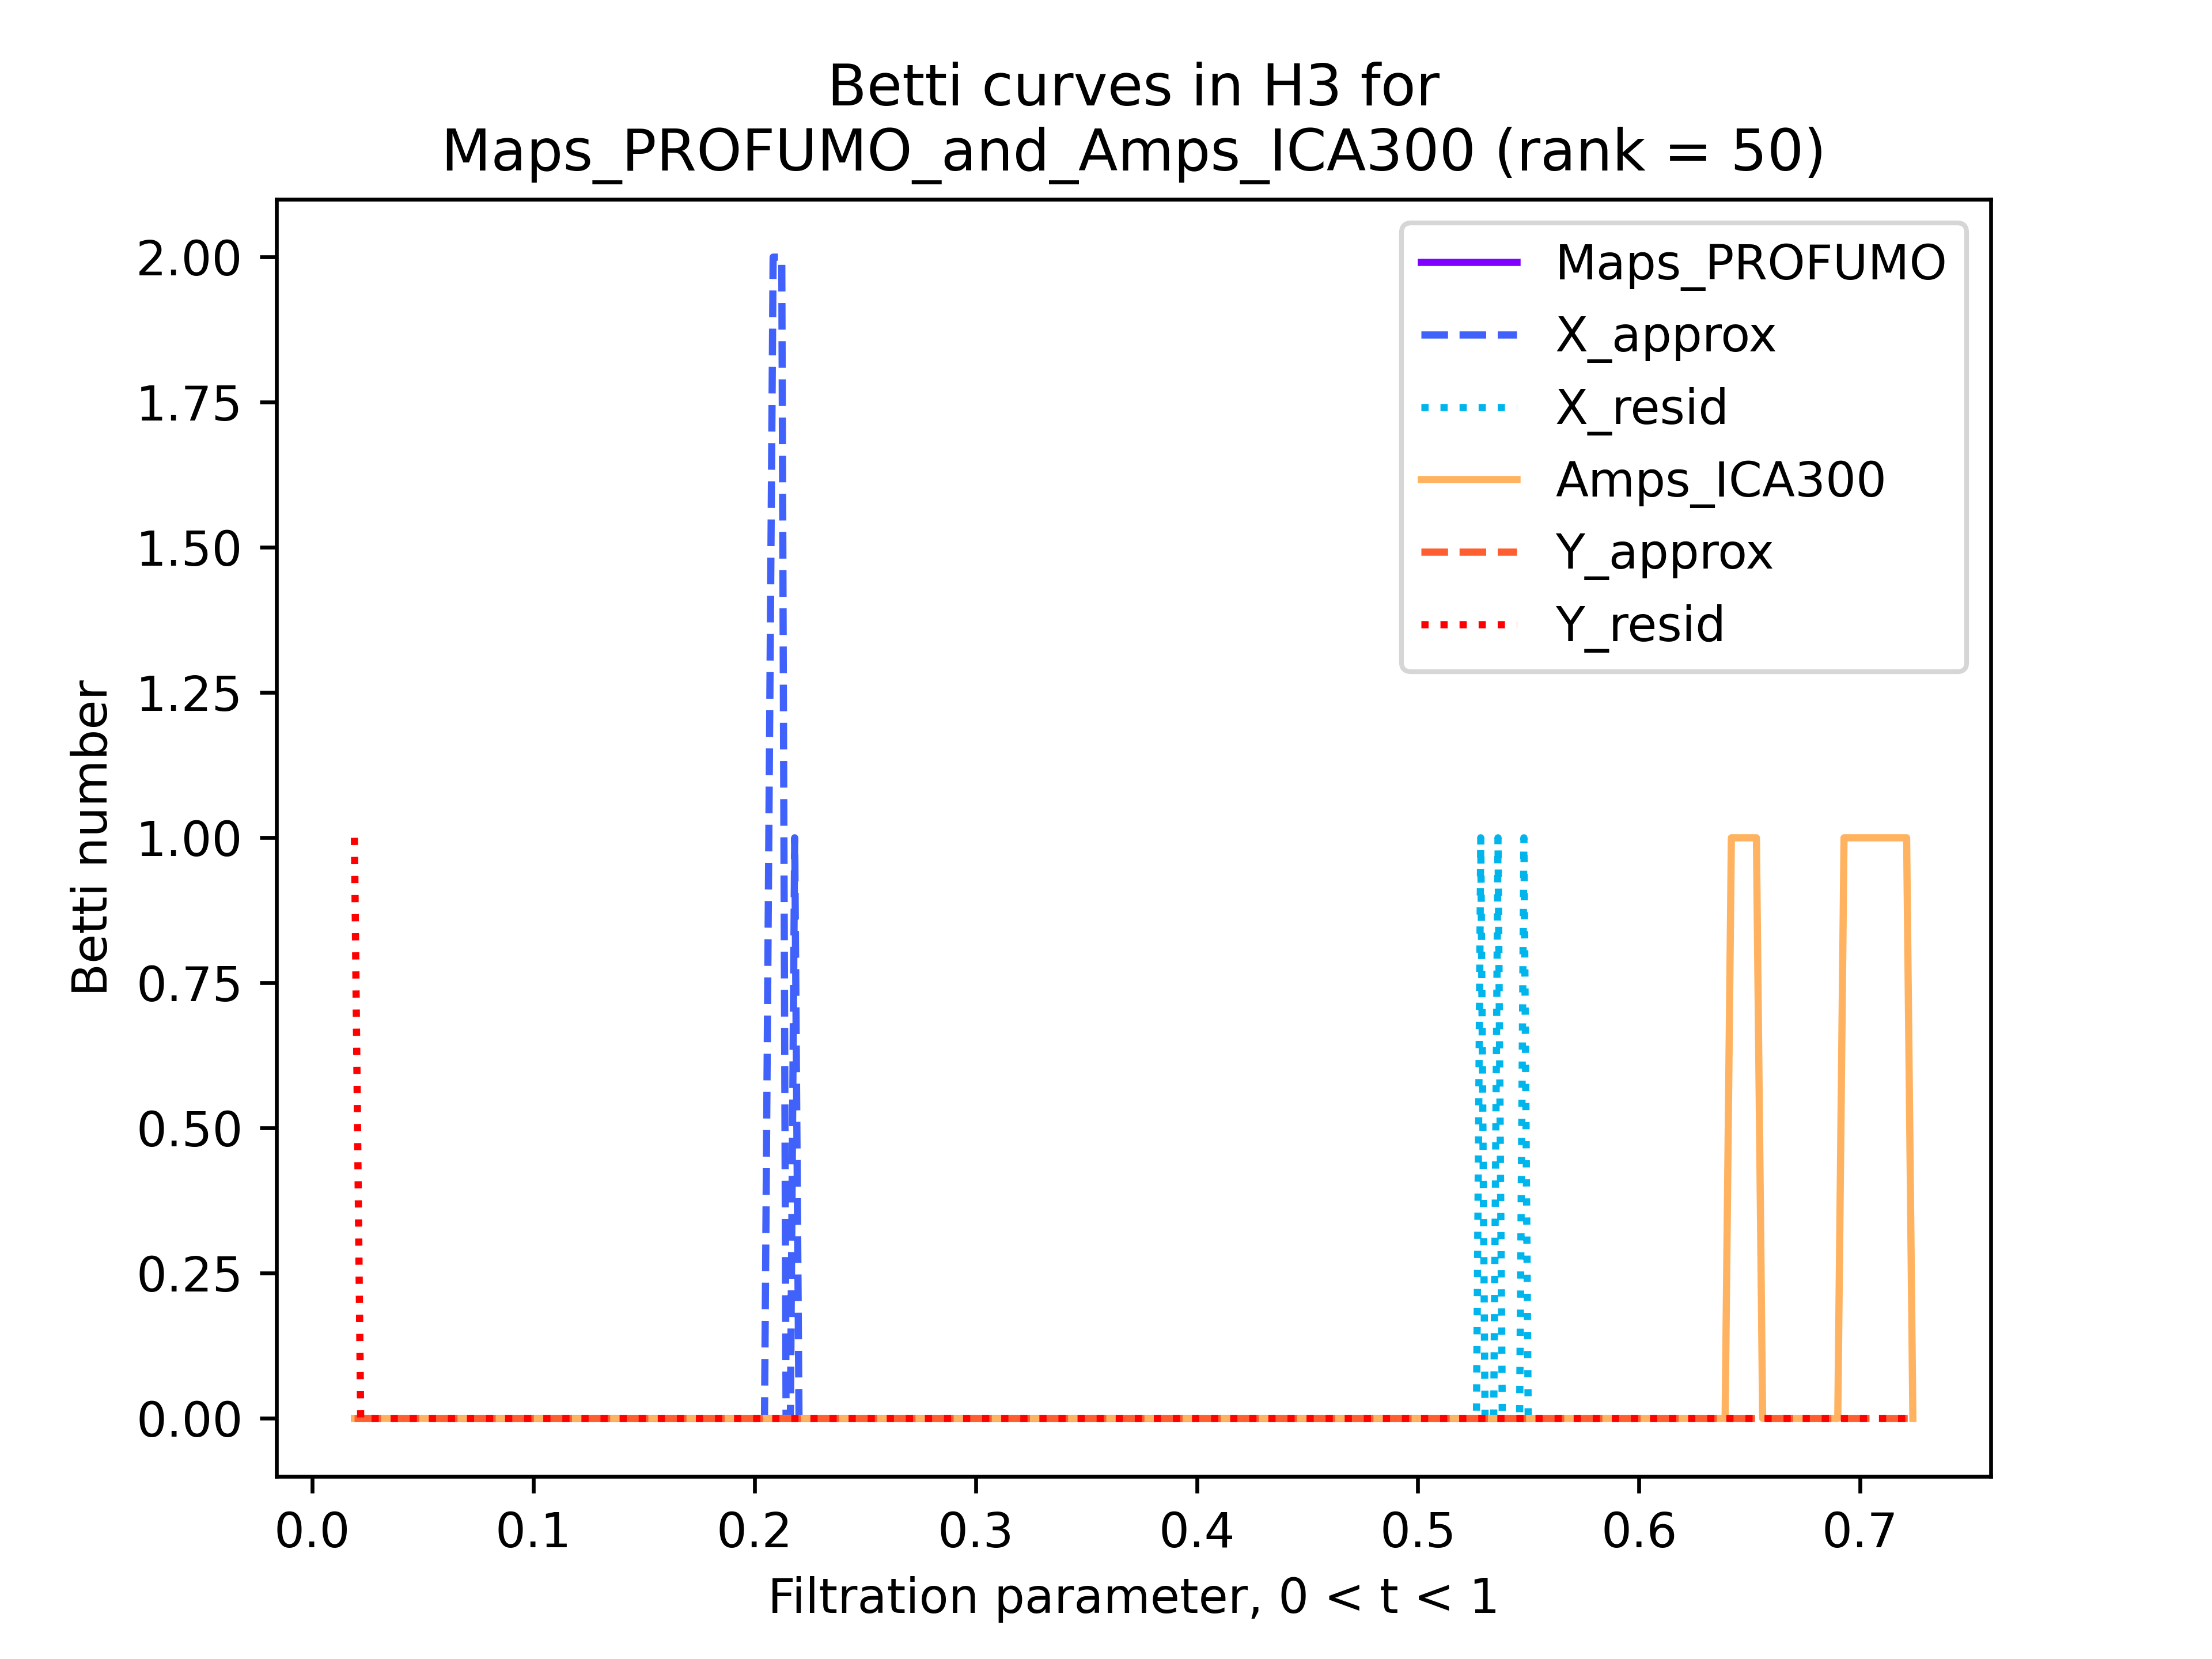 Betti curves in H3 for
Maps_PROFUMO_and_Amps_ICA300 (rank = 50)
Maps_PROFUMO
X_approx
X_resid
Amps_ICA300
Y_approx
Y_resid
Betti number
2.00
1.75
1.50
1.25
1.00
0.75
0.50
0.25
0.00
0.0 0.1 0.2 0.3 0.4 0.5 0.6 0.7
Filtration parameter, 0 < t < 1